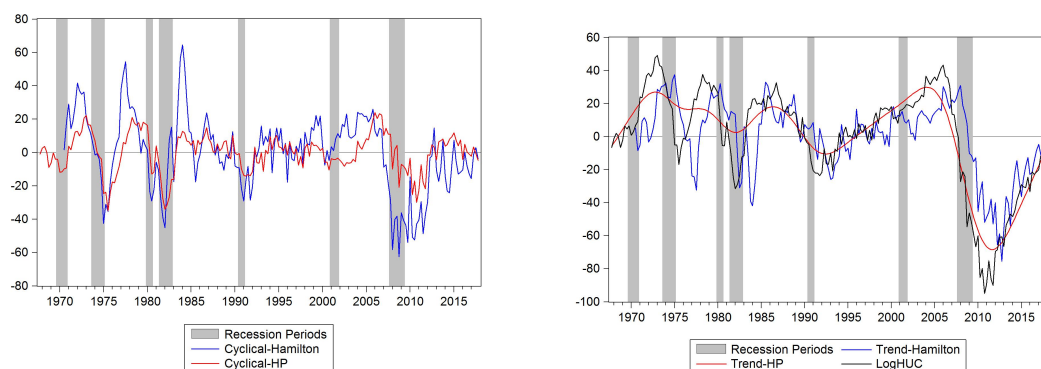 80
60
40
20
0
-20
-40
-60
-80
1970 1975 1980 1985 1990 1995 2000 2005 2010 2015
Recession Periods
Cyclical-Hamilton
Cyclical-HP
60
40
20
0
-20
-40
-60
-80
-100
1970 1975 1980 1985 1990 1995 2000 2005 2010 2015
Recession Periods Trend-Hamilton
Trend-HP LogHUC